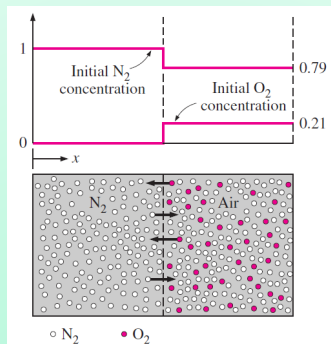 1
Initial N2
concentration
0.79
Initial O2
concentration
0.21
0
x
N2
Air
N2
O2